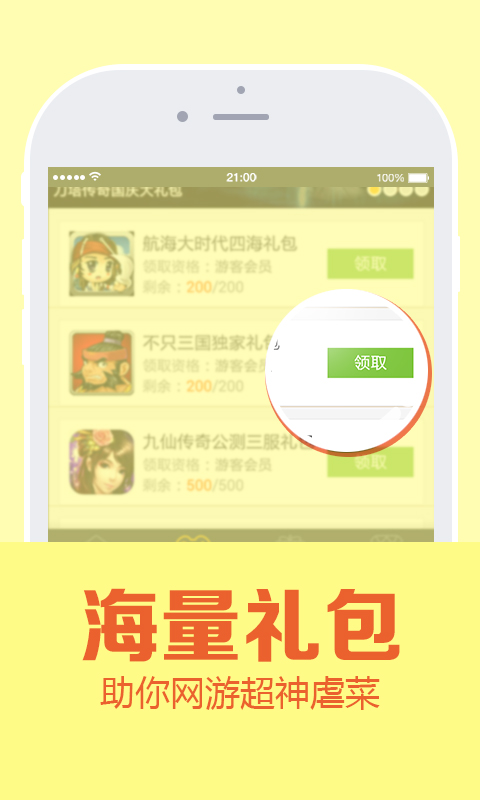 21:00
100%
刀塔传奇国庆大礼包
航海大时代四海礼包
领取
领取资格：游客会员
剩余：200/200
不只三国独家礼包
领取
领取资格：游客会员
剩余：200/200
九仙传奇公测三服礼包
领取
领取资格：游客会员
剩余：500/500
海量礼包
助你网游超神虐菜